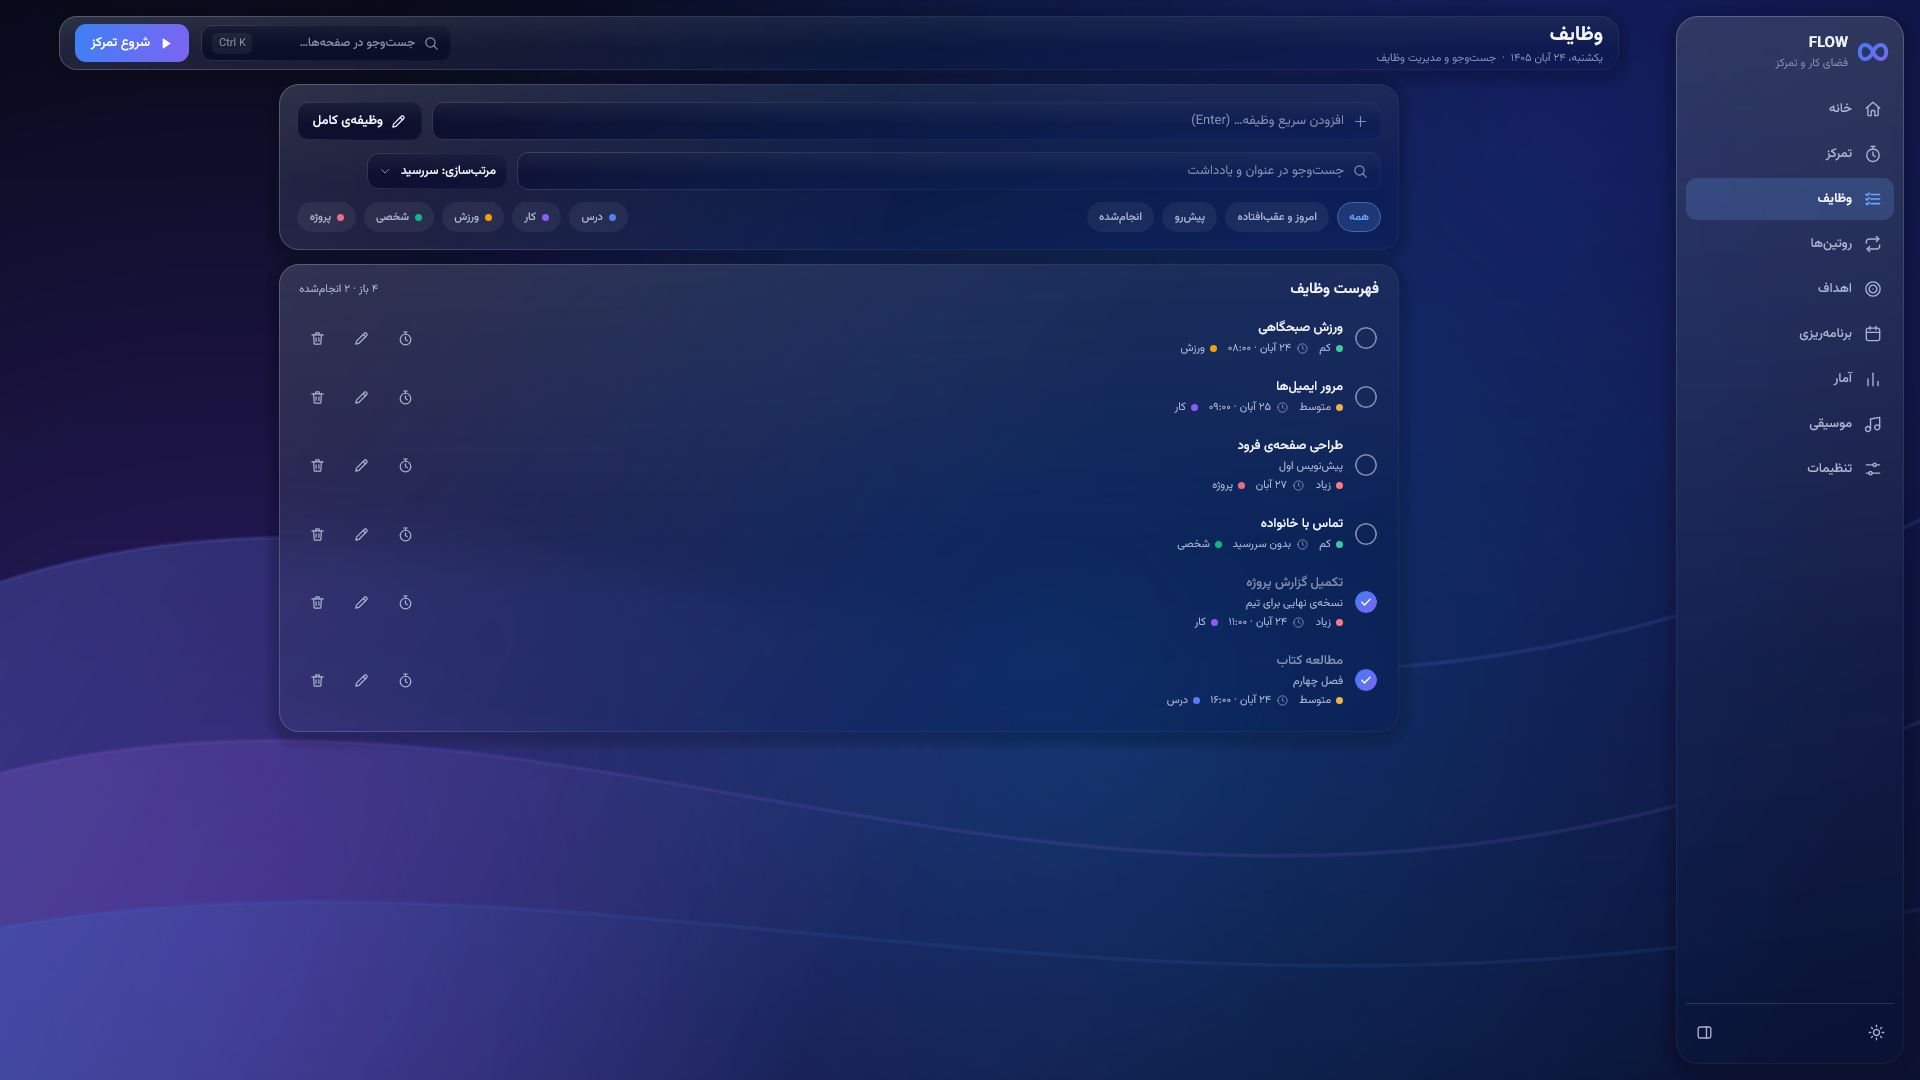 FLOW
فضای کار و تمرکز
خانه
تمرکز
وظایف
روتین‌ها
اهداف
برنامه‌ریزی
آمار
موسیقی
تنظیمات
وظایف
یکشنبه، ۲۴ آبان ۱۴۰۵ · جست‌وجو و مدیریت وظایف
جست‌وجو در صفحه‌ها... Ctrl K
شروع تمرکز
افزودن سریع وظیفه... (Enter)
وظیفه‌ی کامل
جست‌وجو در عنوان و یادداشت
مرتب‌سازی: سررسید
همه امروز و عقب‌افتاده پیش‌رو انجام‌شده
درس کار ورزش شخصی پروژه
فهرست وظایف
۴ باز · ۲ انجام‌شده
ورزش صبحگاهی
کم ۲۴ آبان · ۰۸:۰۰ ورزش
مرور ایمیل‌ها
متوسط ۲۵ آبان · ۰۹:۰۰ کار
طراحی صفحه‌ی فرود
پیش‌نویس اول
زیاد ۲۷ آبان پروژه
تماس با خانواده
کم بدون سررسید شخصی
تکمیل گزارش پروژه
نسخه‌ی نهایی برای تیم
زیاد ۲۴ آبان · ۱۱:۰۰ کار
مطالعه کتاب
فصل چهارم
متوسط ۲۴ آبان · ۱۶:۰۰ درس